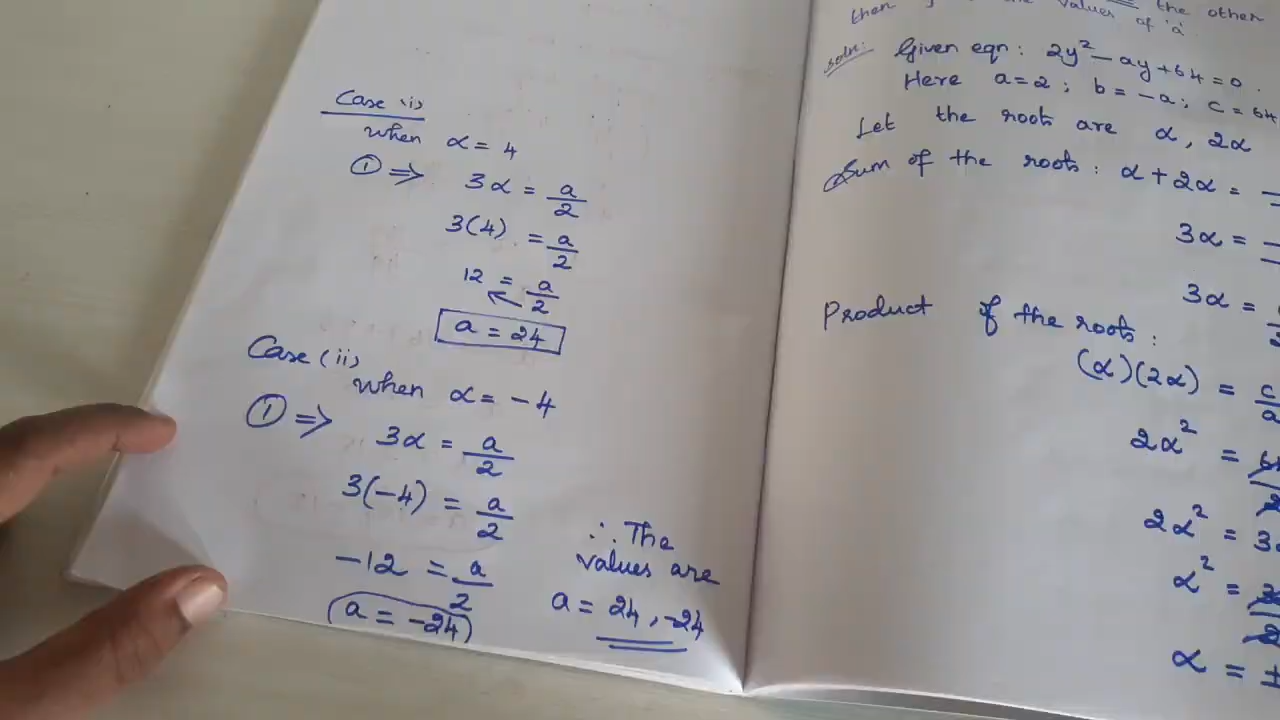 Case (i)
when α = 4
① ⇒ 3α = a/2
3(4) = a/2
12 = a/2
a = 24
Case (ii)
when α = -4
① ⇒ 3α = a/2
3(-4) = a/2
-12 = a/2
a = -24
∴ The
values are
a = 24, -24
the other
then the values of 'a'
soln: Given eqn: 2y² - ay + 64 = 0.
Here a = 2; b = -a; c = 64
Let the roots are α, 2α
Sum of the roots: α + 2α =
3α =
3α =
Product of the roots:
(α)(2α) = c/a
2α² =
2α² = 3
α² =
α = ±